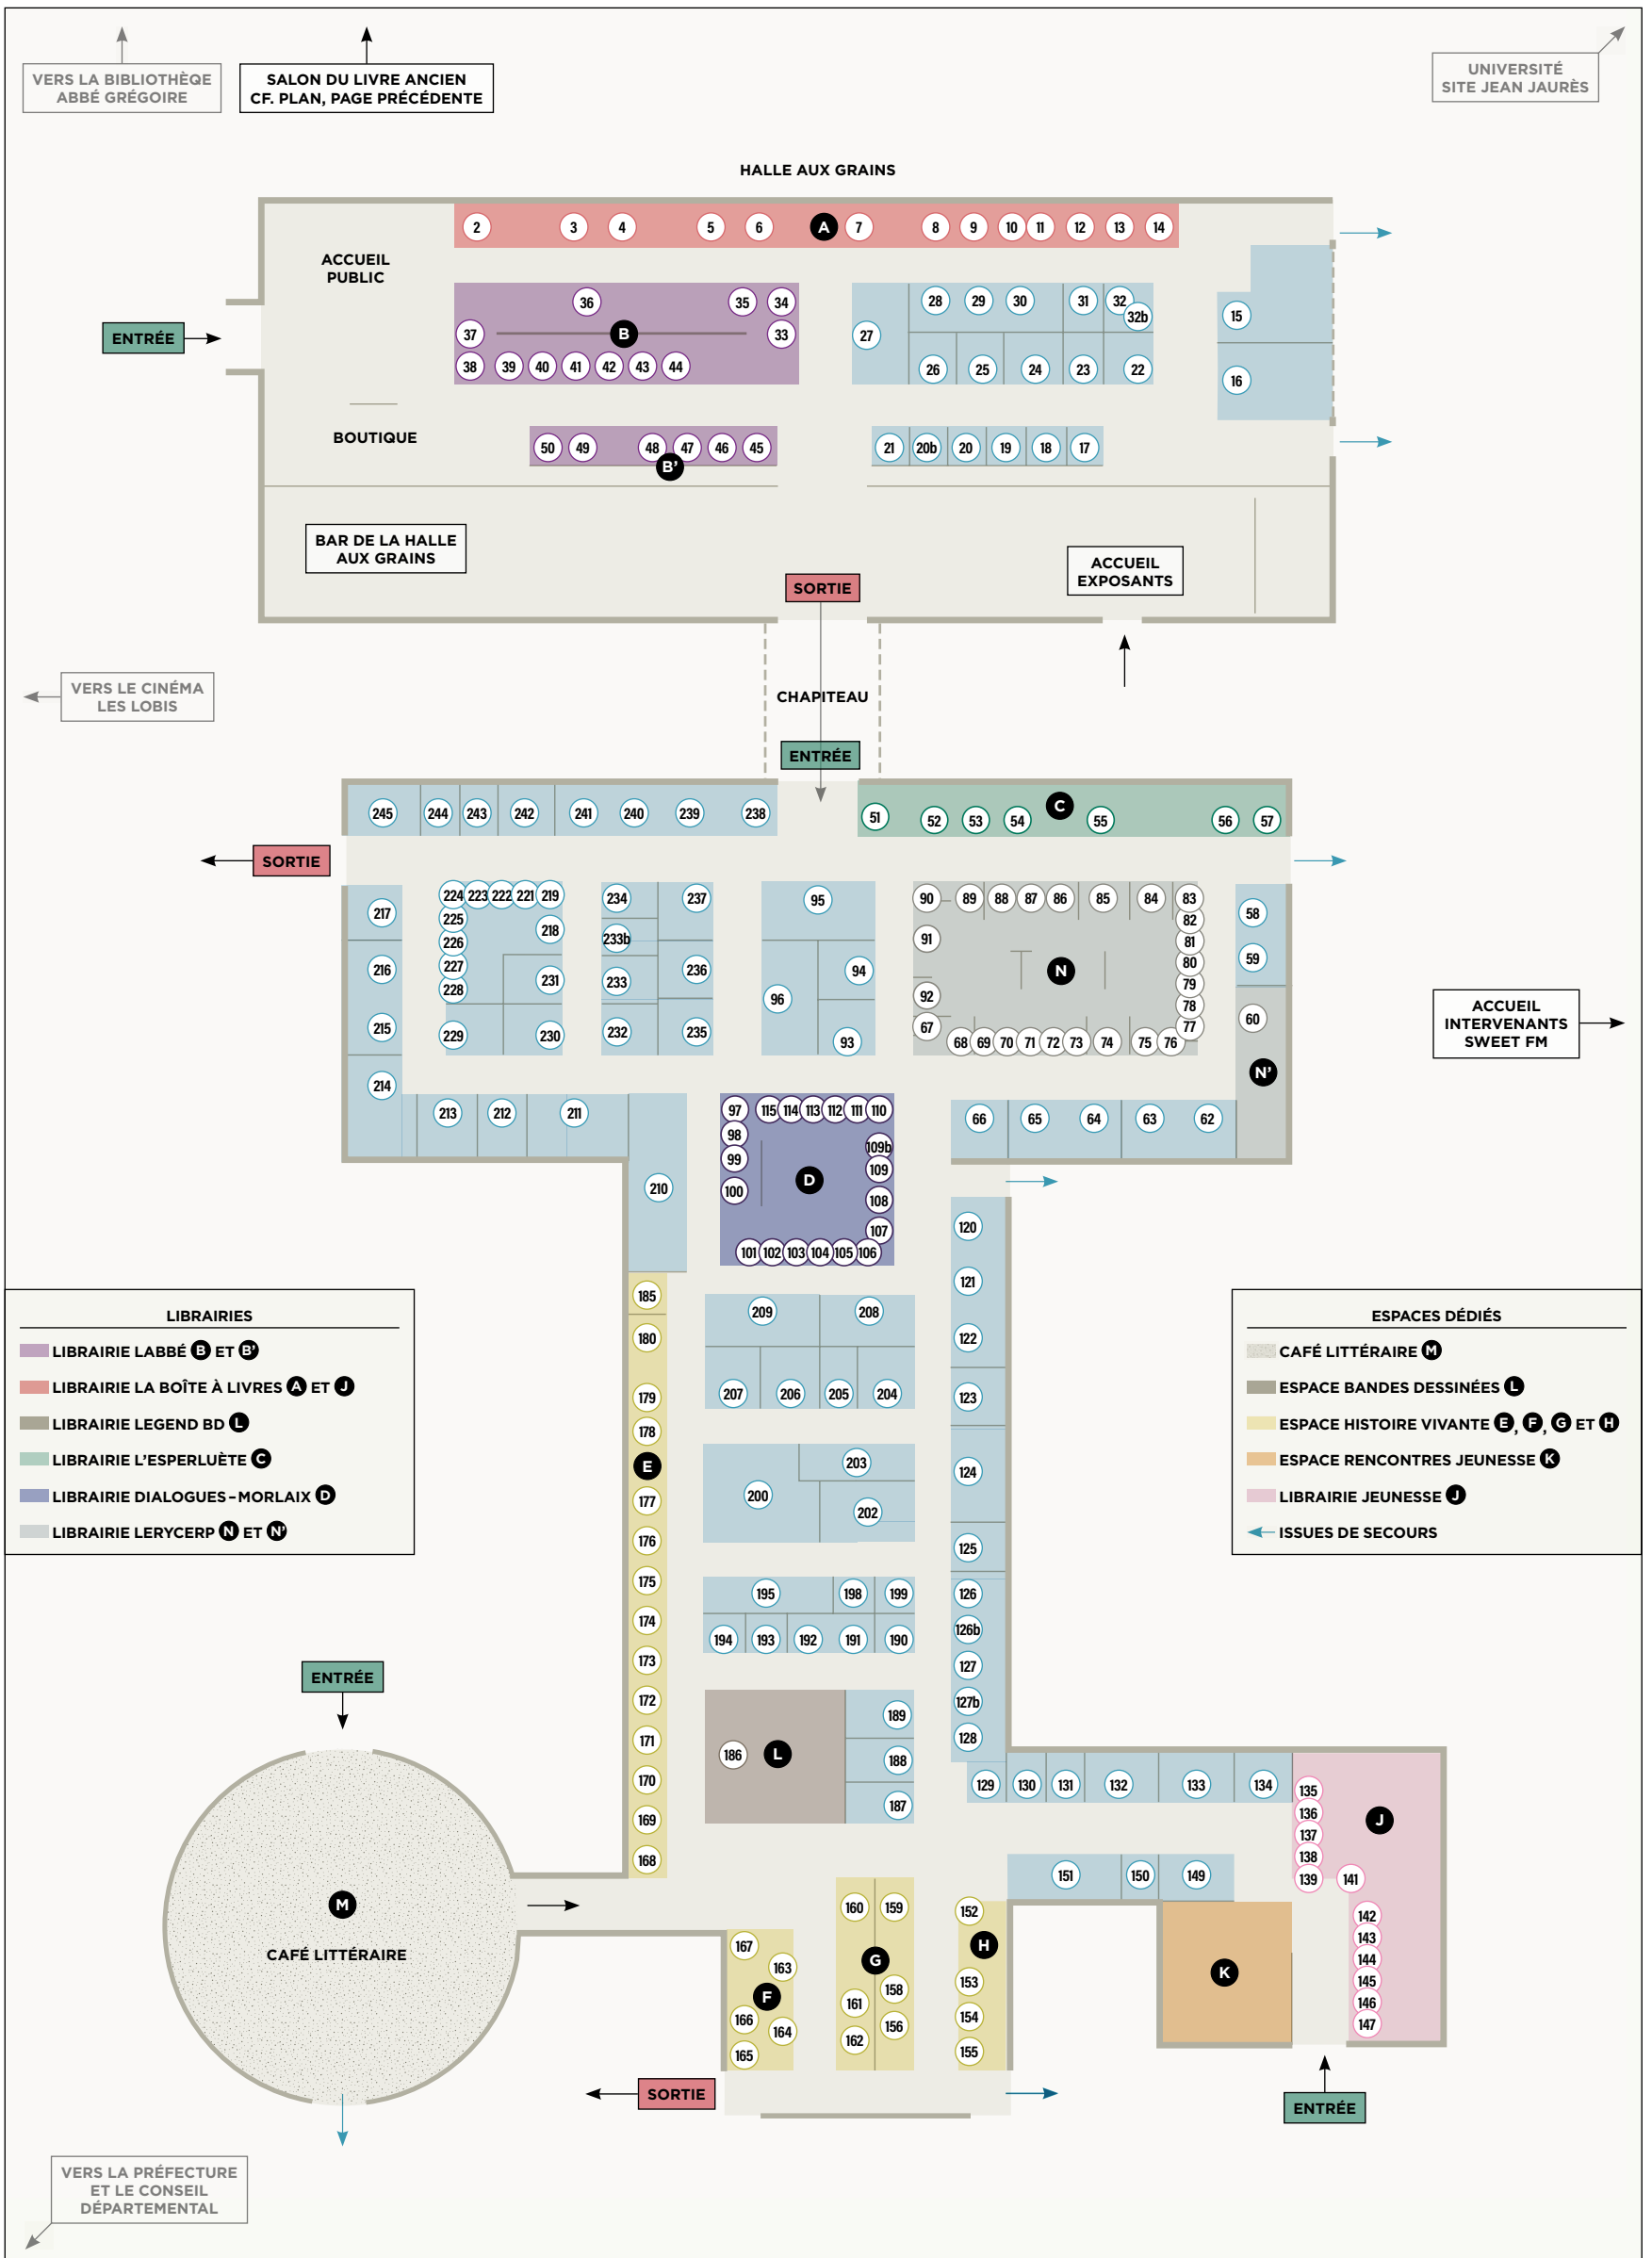 VERS LA BIBLIOTHÈQE
ABBÉ GRÉGOIRE
SALON DU LIVRE ANCIEN
CF. PLAN, PAGE PRÉCÉDENTE
UNIVERSITÉ
SITE JEAN JAURÈS
HALLE AUX GRAINS
2 3 4 5 6 A 7 8 9 10 11 12 13 14
ACCUEIL
PUBLIC
36 35 34
37 B 33
38 39 40 41 42 43 44
28 29 30 31 32
32b
27
26 25 24 23 22
15
16
ENTRÉE
BOUTIQUE
50 49 48 47 46 45
B’
21 20b 20 19 18 17
BAR DE LA HALLE
AUX GRAINS
ACCUEIL
EXPOSANTS
SORTIE
VERS LE CINÉMA
LES LOBIS
CHAPITEAU
ENTRÉE
245 244 243 242 241 240 239 238
51 52 53 54 C 55 56 57
SORTIE
217
216
215
214
224 223 222 221 219
225 218
226
227 231
228
229 230
234 237
233b
233 236
232 235
95
94
96
93
90 89 88 87 86 85 84 83
91 82
81
N 80
92 79
78
67 77
68 69 70 71 72 73 74 75 76
58
59
60
N’
ACCUEIL
INTERVENANTS
SWEET FM
213 212 211
210
97 115 114 113 112 111 110
98 109b
99 109
100 D 108
107
101 102 103 104 105 106
66 65 64 63 62
120
121
122
123
124
125
126
126b
127
127b
128
LIBRAIRIES
LIBRAIRIE LABBÉ B ET B’
LIBRAIRIE LA BOÎTE À LIVRES A ET J
LIBRAIRIE LEGEND BD L
LIBRAIRIE L’ESPERLUÈTE C
LIBRAIRIE DIALOGUES–MORLAIX D
LIBRAIRIE LERYCERP N ET N’
185
180
179
178
E
177
176
175
174
173
172
171
170
169
168
209 208
207 206 205 204
203
200
202
195 198 199
194 193 192 191 190
189
186 L 188
187
ESPACES DÉDIÉS
CAFÉ LITTÉRAIRE M
ESPACE BANDES DESSINÉES L
ESPACE HISTOIRE VIVANTE E, F, G ET H
ESPACE RENCONTRES JEUNESSE K
LIBRAIRIE JEUNESSE J
ISSUES DE SECOURS
129 130 131 132 133 134
135
136
137
138
139 141
J
142
143
144
145
146
147
151 150 149
K
ENTRÉE
M
CAFÉ LITTÉRAIRE
167
163
F
166
164
165
160 159
G
158
161
156
162
152
H
153
154
155
SORTIE
ENTRÉE
VERS LA PRÉFECTURE
ET LE CONSEIL
DÉPARTEMENTAL